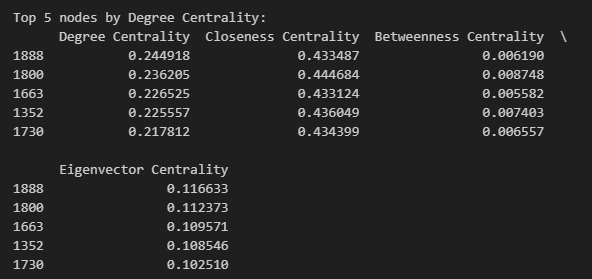 Top 5 nodes by Degree Centrality:
Degree Centrality  Closeness Centrality  Betweenness Centrality  \
1888           0.244918              0.433487                0.006190
1800           0.236205              0.444684                0.008748
1663           0.226525              0.433124                0.005582
1352           0.225557              0.436049                0.007403
1730           0.217812              0.434399                0.006557
Eigenvector Centrality
1888                0.116633
1800                0.112373
1663                0.109571
1352                0.108546
1730                0.102510